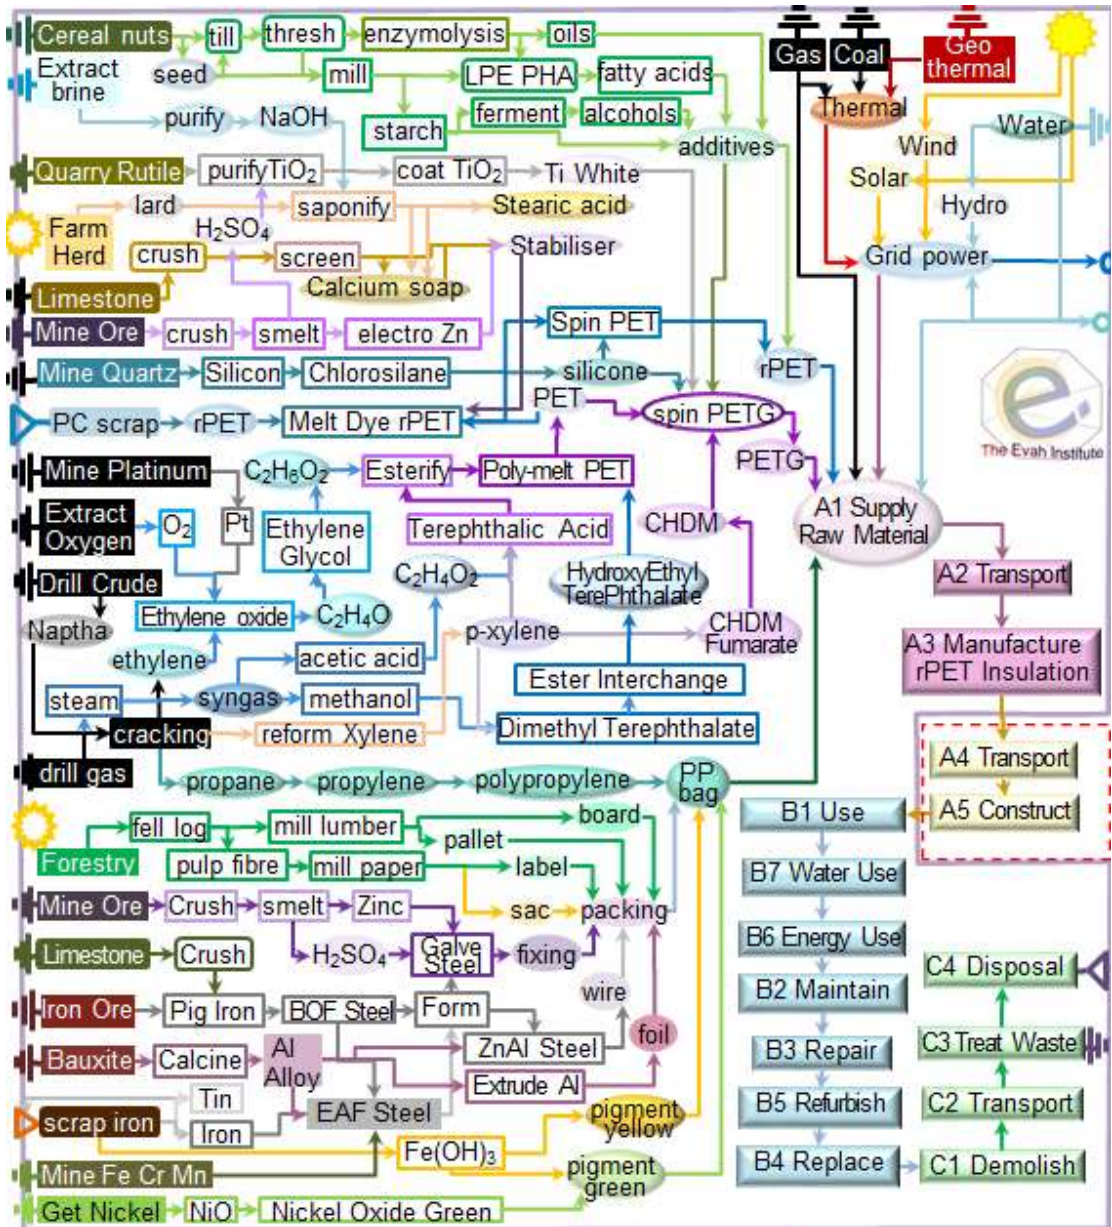 Cereal nuts
till
thresh
enzymolysis
oils
Gas
Coal
Geo
thermal
Extract
brine
seed
mill
LPE PHA
fatty acids
Thermal
purify
NaOH
starch
ferment
alcohols
additives
Wind
Water
Quarry Rutile
purifyTiO₂
coat TiO₂
Ti White
Solar
Hydro
lard
saponify
Stearic acid
Farm
Herd
H₂SO₄
crush
screen
Stabiliser
Grid power
Limestone
Calcium soap
Mine Ore
crush
smelt
electro Zn
Spin PET
Mine Quartz
Silicon
Chlorosilane
silicone
rPET
PET
spin PETG
PC scrap
rPET
Melt Dye rPET
e.
The Evah Institute
Mine Platinum
C₂H₆O₂
Esterify
Poly-melt PET
PETG
Extract
Oxygen
O₂
Pt
Ethylene
Glycol
Terephthalic Acid
CHDM
A1 Supply
Raw Material
Drill Crude
C₂H₄O₂
HydroxyEthyl
TerePhthalate
A2 Transport
Naptha
Ethylene oxide
C₂H₄O
p-xylene
CHDM
Fumarate
A3 Manufacture
rPET Insulation
ethylene
acetic acid
Ester Interchange
steam
syngas
methanol
Dimethyl Terephthalate
cracking
reform Xylene
drill gas
propane
propylene
polypropylene
PP
bag
A4 Transport
A5 Construct
B1 Use
fell log
mill lumber
board
pallet
Forestry
pulp fibre
mill paper
label
B7 Water Use
Mine Ore
Crush
smelt
Zinc
sac
packing
B6 Energy Use
Limestone
Crush
H₂SO₄
Galve
Steel
fixing
C4 Disposal
B2 Maintain
Iron Ore
Pig Iron
BOF Steel
Form
wire
Bauxite
Calcine
Al
Alloy
ZnAl Steel
foil
B3 Repair
C3 Treat Waste
Extrude Al
Tin
scrap iron
Iron
EAF Steel
pigment
yellow
B5 Refurbish
C2 Transport
Fe(OH)₃
Mine Fe Cr Mn
pigment
green
B4 Replace
C1 Demolish
Get Nickel
NiO
Nickel Oxide Green